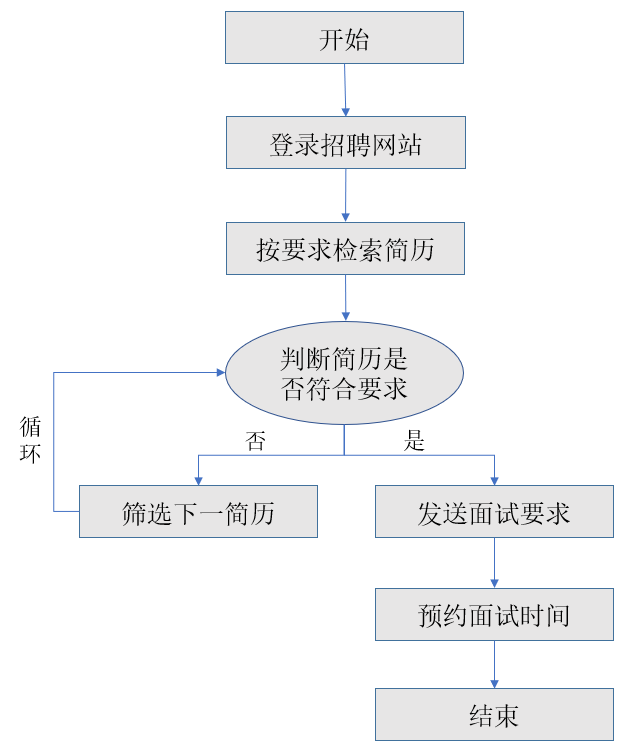 开始
登录招聘网站
按要求检索简历
判断简历是
否符合要求
否
是
循
环
筛选下一简历
发送面试要求
预约面试时间
结束